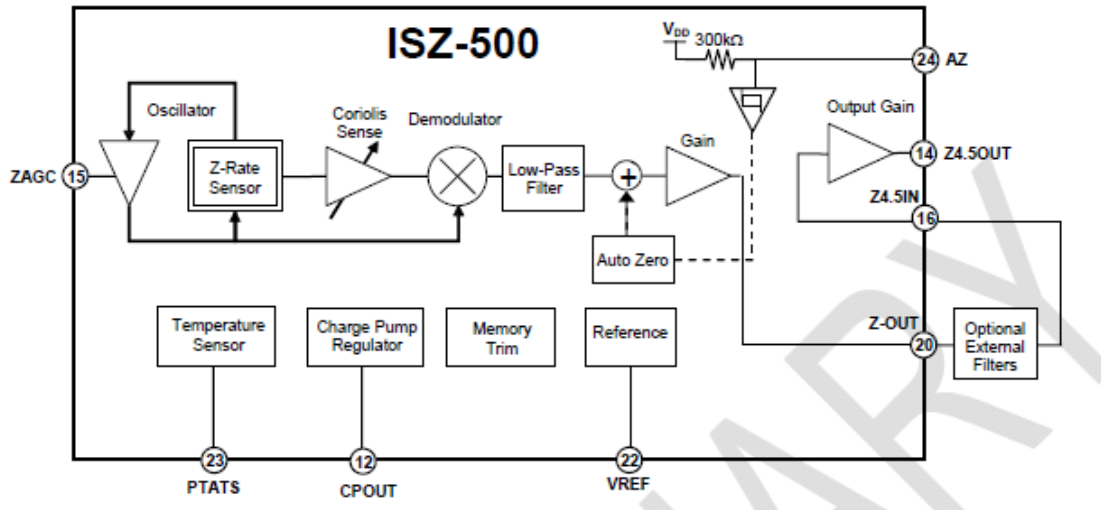 ISZ-500
VDD
300kΩ
24
AZ
Oscillator
Coriolis
Sense
Demodulator
Gain
Output Gain
ZAGC
15
Z-Rate
Sensor
Low-Pass
Filter
+
14
Z4.5OUT
Z4.5IN
16
Auto Zero
Temperature
Sensor
Charge Pump
Regulator
Memory
Trim
Reference
Z-OUT
20
Optional
External
Filters
23
12
22
PTATS
CPOUT
VREF